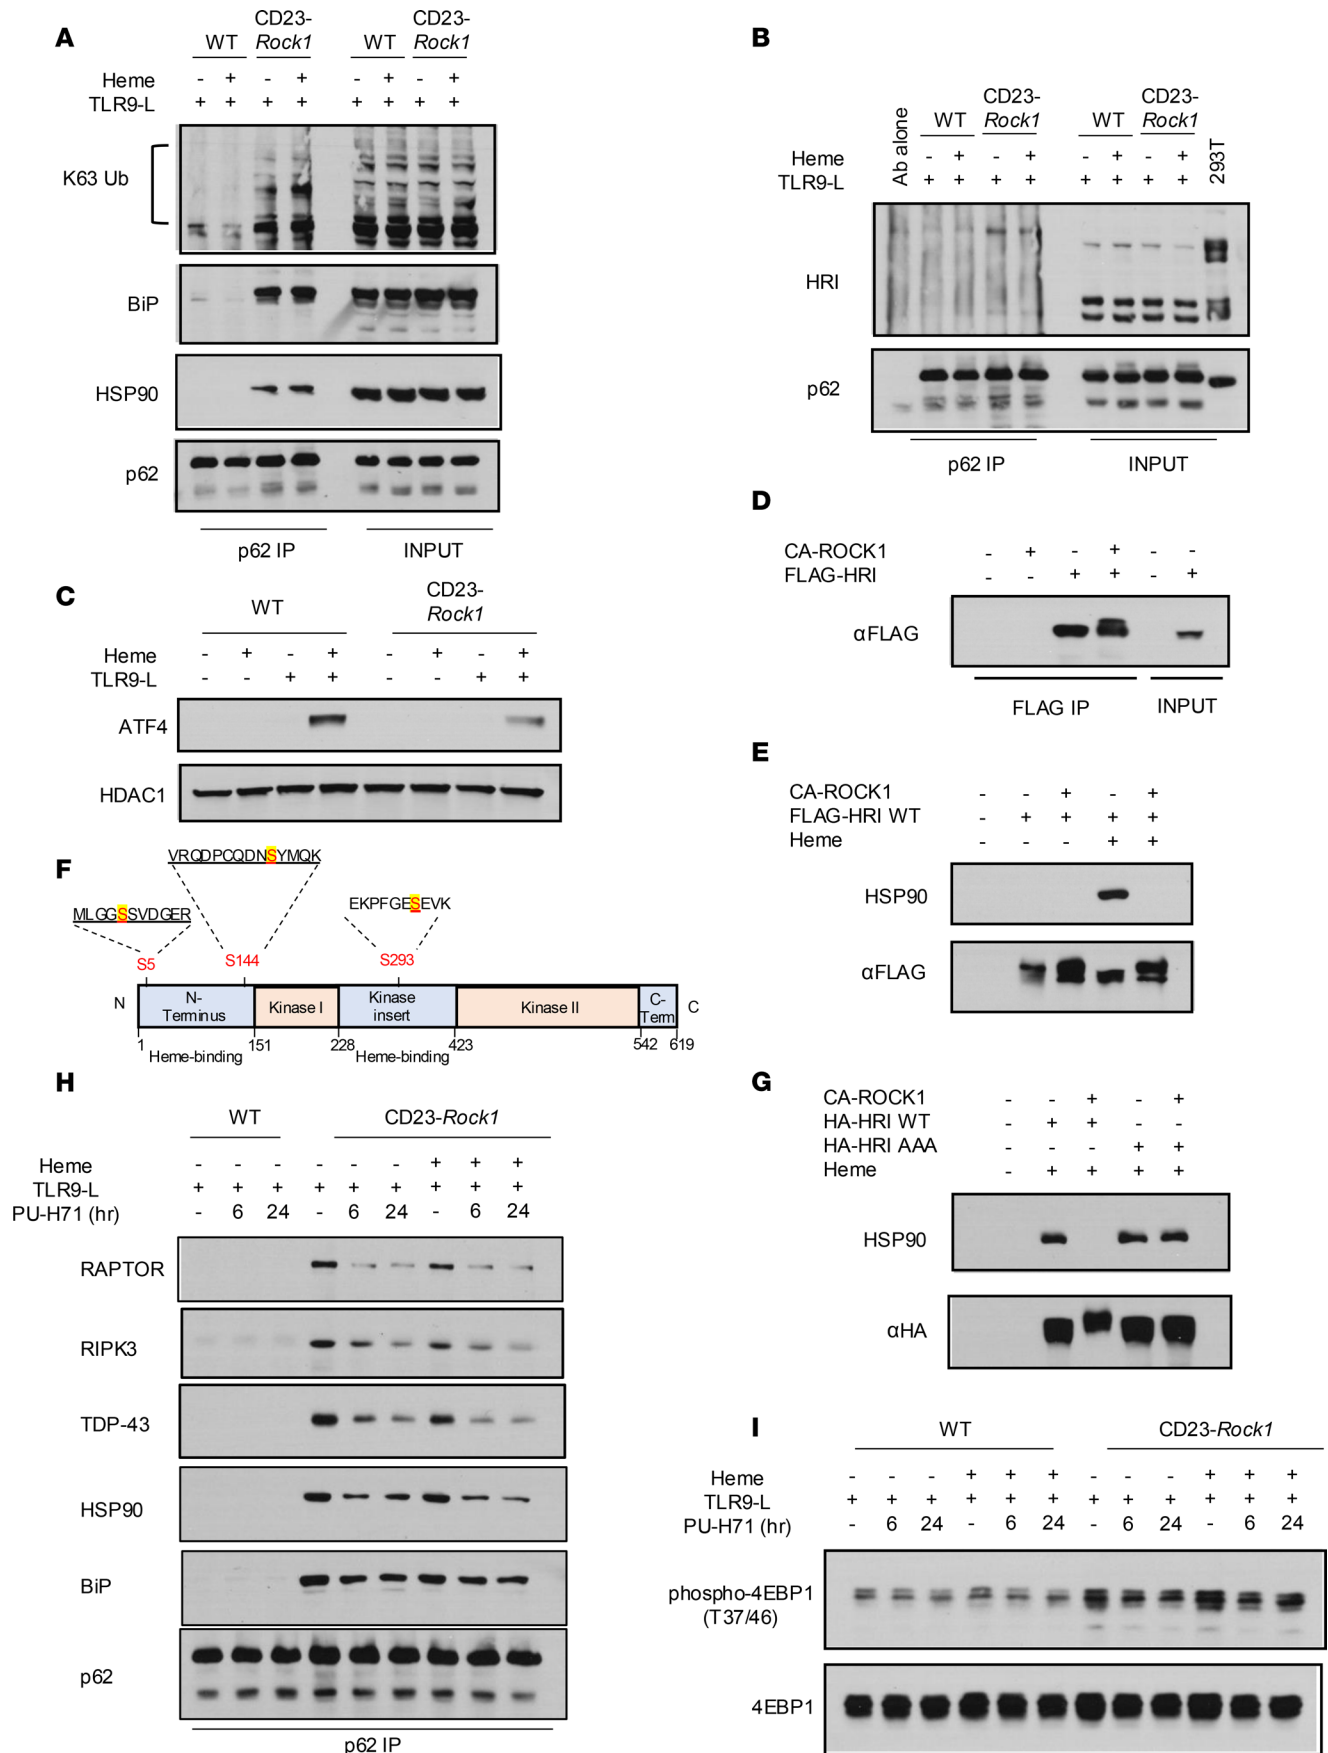 A
WT CD23-
Rock1 WT CD23-
Rock1
Heme - + - + - + - +
TLR9-L + + + + + + + +
K63 Ub
BiP
HSP90
p62
p62 IP INPUT
B
Ab alone WT CD23-
Rock1 WT CD23-
Rock1 293T
Heme - + - + - + - +
TLR9-L + + + + + + + +
HRI
p62
p62 IP INPUT
C
WT CD23-
Rock1
Heme - + - + - + - +
TLR9-L - - + + - - + +
ATF4
HDAC1
D
CA-ROCK1 - + - + - -
FLAG-HRI - - + + - +
αFLAG
FLAG IP INPUT
E
CA-ROCK1 - - + - +
FLAG-HRI WT - + + + +
Heme - - - + +
HSP90
αFLAG
F
VRQDPCQDNSYMQK
MLGGSSVDGER
EKPFGESEVK
S5 S144 S293
N N-
Terminus Kinase I Kinase
insert Kinase II C-
Term C
1 151 228 423 542 619
Heme-binding Heme-binding
G
CA-ROCK1 - - + - +
HA-HRI WT - + + - -
HA-HRI AAA - - - + +
Heme - + + + +
HSP90
αHA
H
WT CD23-Rock1
Heme - - - - - - + + +
TLR9-L + + + + + + + + +
PU-H71 (hr) - 6 24 - 6 24 - 6 24
RAPTOR
RIPK3
TDP-43
HSP90
BiP
p62
p62 IP
I
WT CD23-Rock1
Heme - - - + + + - - - + + +
TLR9-L + + + + + + + + + + + +
PU-H71 (hr) - 6 24 - 6 24 - 6 24 - 6 24
phospho-4EBP1
(T37/46)
4EBP1